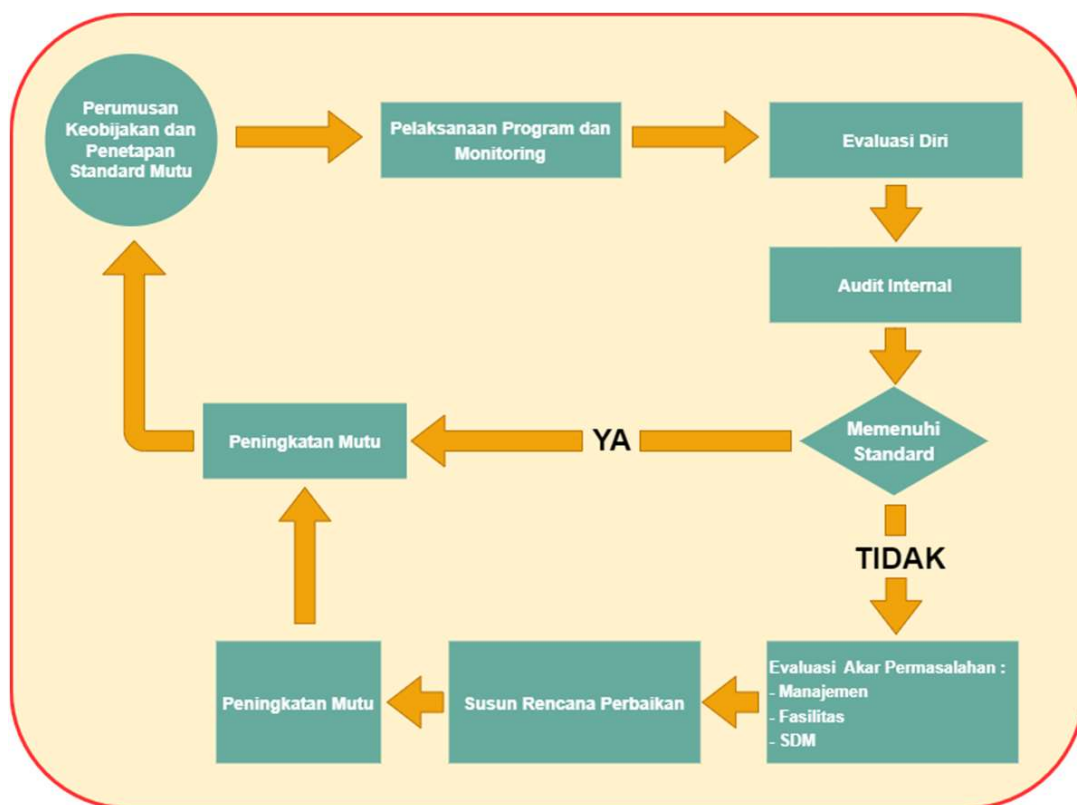 Perumusan
Keobijakan dan
Penetapan
Standard Mutu
Pelaksanaan Program dan
Monitoring
Evaluasi Diri
Audit Internal
Memenuhi
Standard
YA
Peningkatan Mutu
TIDAK
Evaluasi Akar Permasalahan :
- Manajemen
- Fasilitas
- SDM
Susun Rencana Perbaikan
Peningkatan Mutu